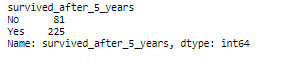 survived_after_5_years
No      81
Yes    225
Name: survived_after_5_years, dtype: int64